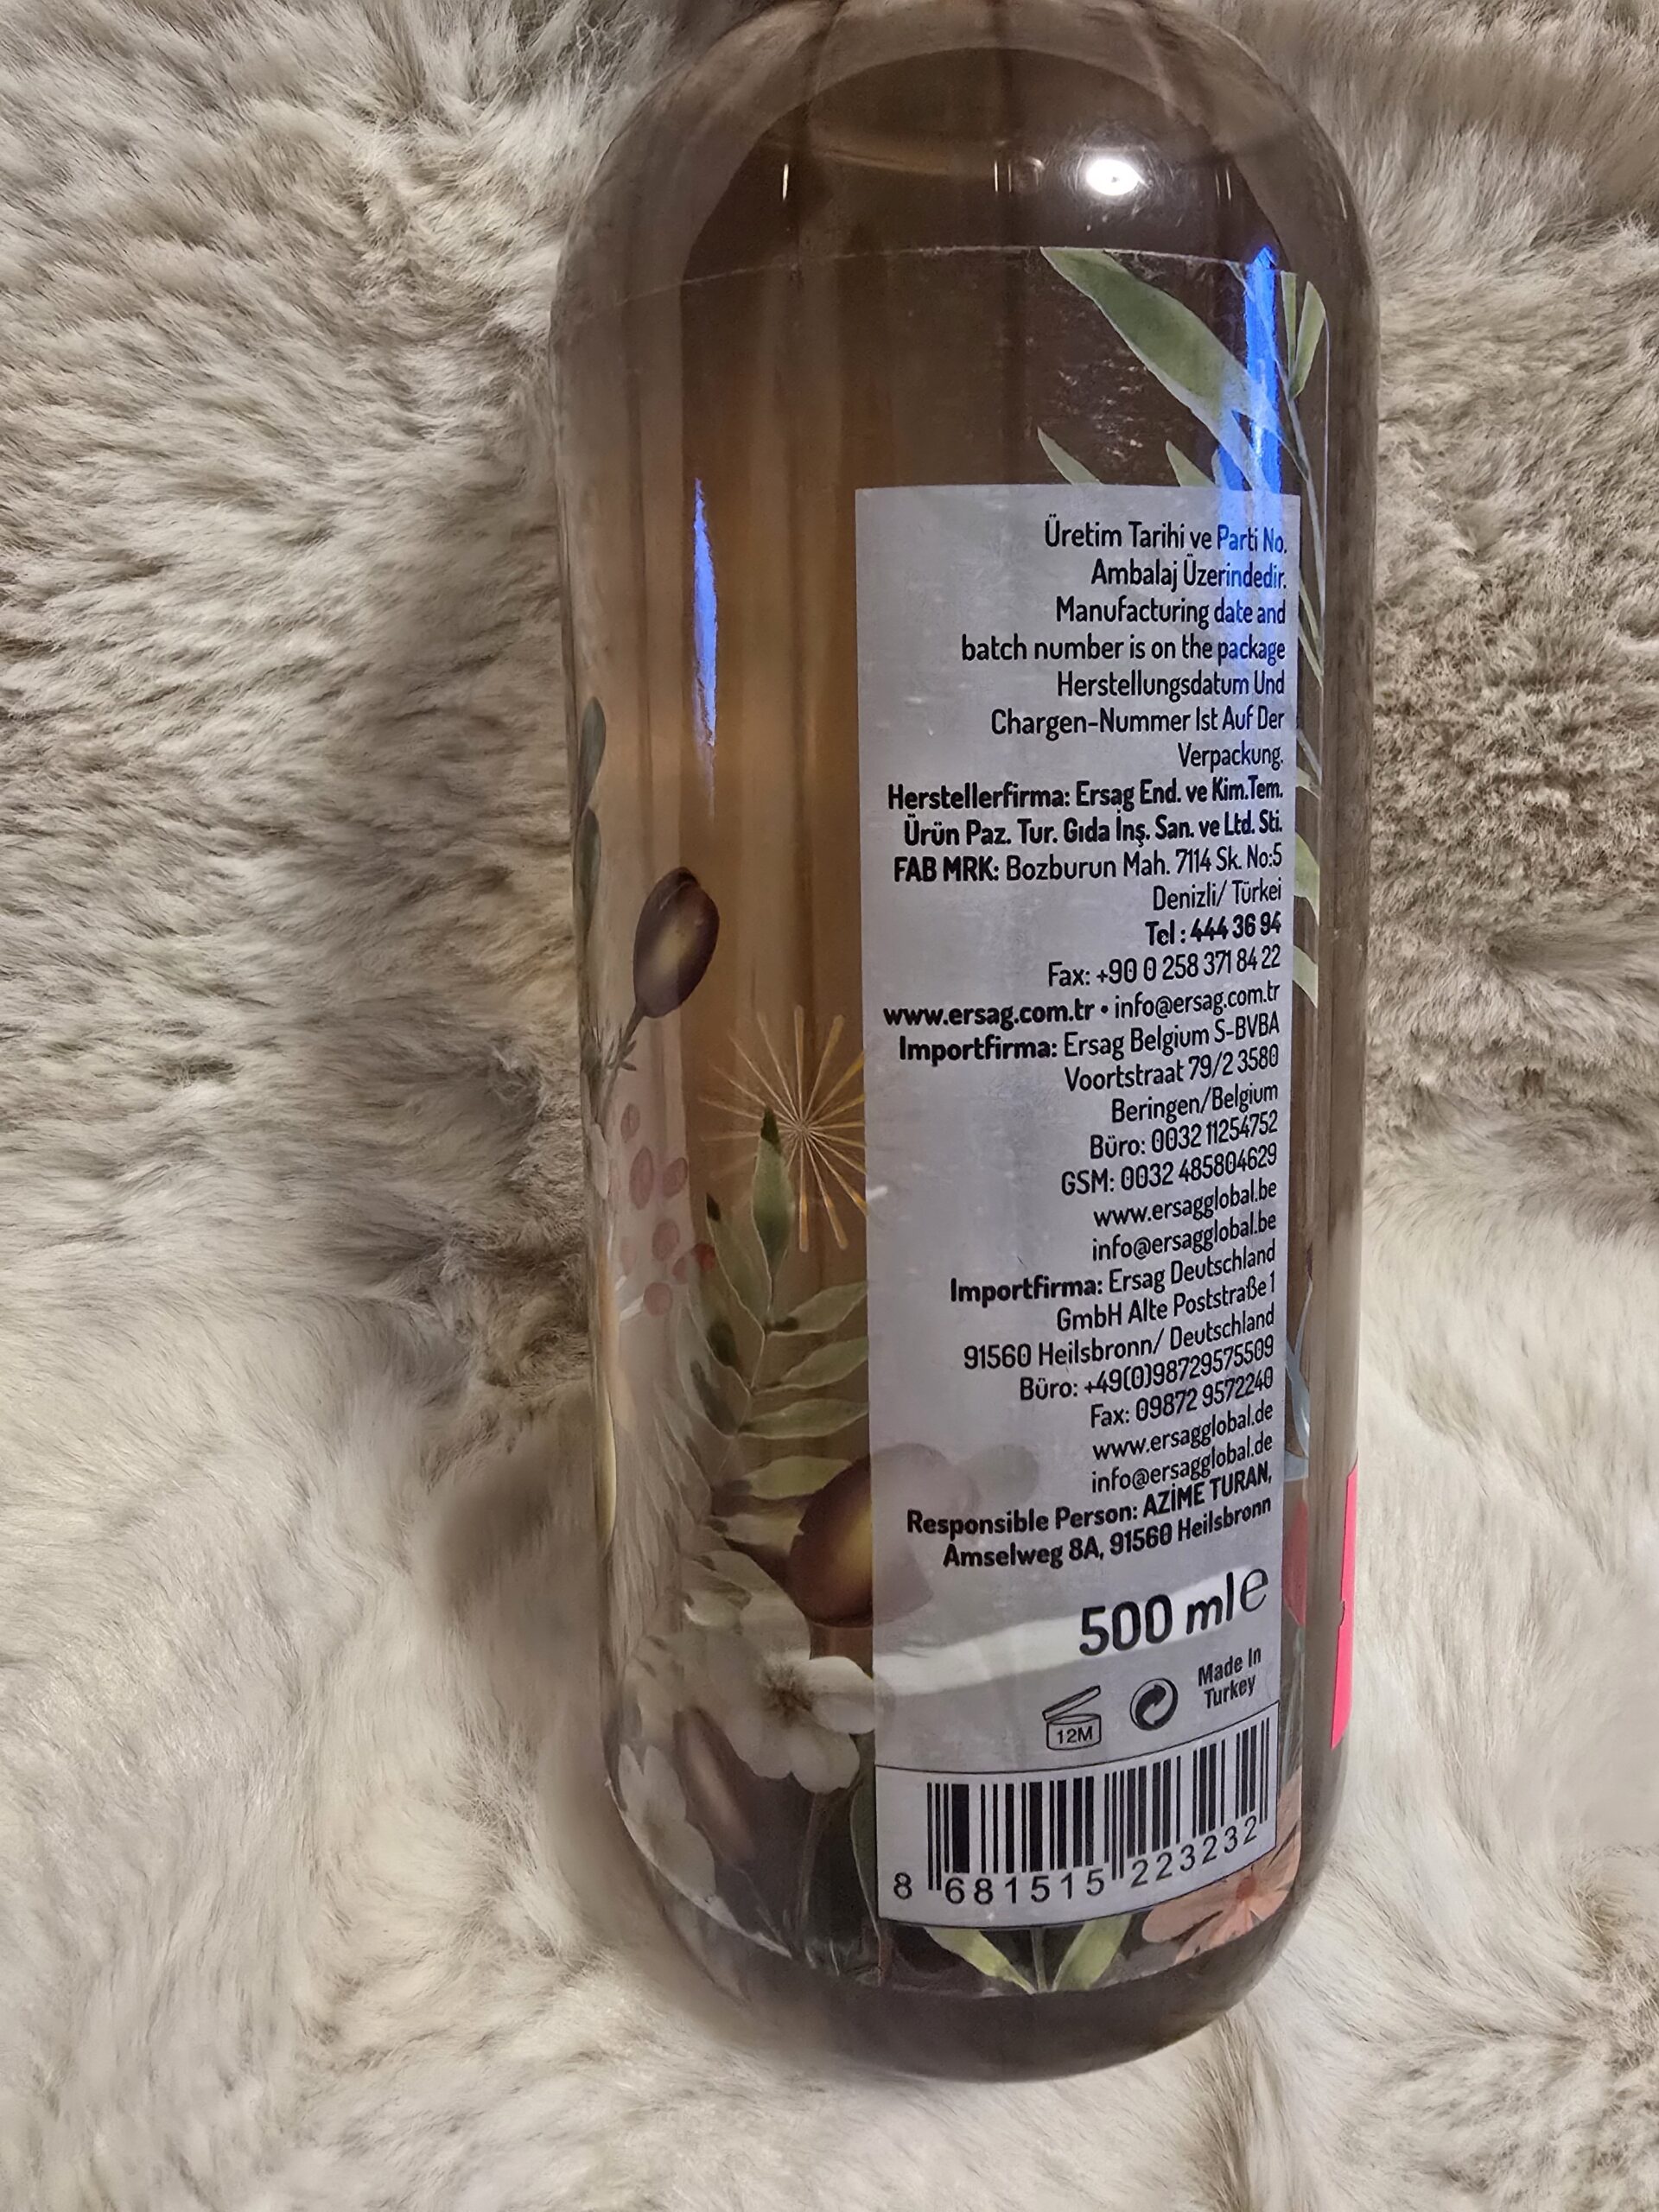 Üretim Tarihi ve Parti No.
Ambalaj Üzerindedir.
Manufacturing date and
batch number is on the package
Herstellungsdatum Und
Chargen-Nummer Ist Auf Der
Verpackung.
Herstellerfirma: Ersag End. ve Kim.Tem.
Ürün Paz. Tur. Gıda İnş. San. ve Ltd. Sti.
FAB MRK: Bozburun Mah. 7114 Sk. No:5
Denizli/ Türkei
Tel : 444 36 94
Fax: +90 0 258 371 84 22
www.ersag.com.tr • info@ersag.com.tr
Importfirma: Ersag Belgium S-BVBA
Voortstraat 79/2 3580
Beringen/Belgium
Büro: 0032 11254752
GSM: 0032 485804629
www.ersagglobal.be
info@ersagglobal.be
Importfirma: Ersag Deutschland
GmbH Alte Poststraße 1
91560 Heilsbronn/ Deutschland
Büro: +49(0)98729575509
Fax: 09872 9572240
www.ersagglobal.de
info@ersagglobal.de
Responsible Person: AZİME TURAN,
Amselweg 8A, 91560 Heilsbronn
500 ml e
Made In
Turkey
12M
8 681515 223232